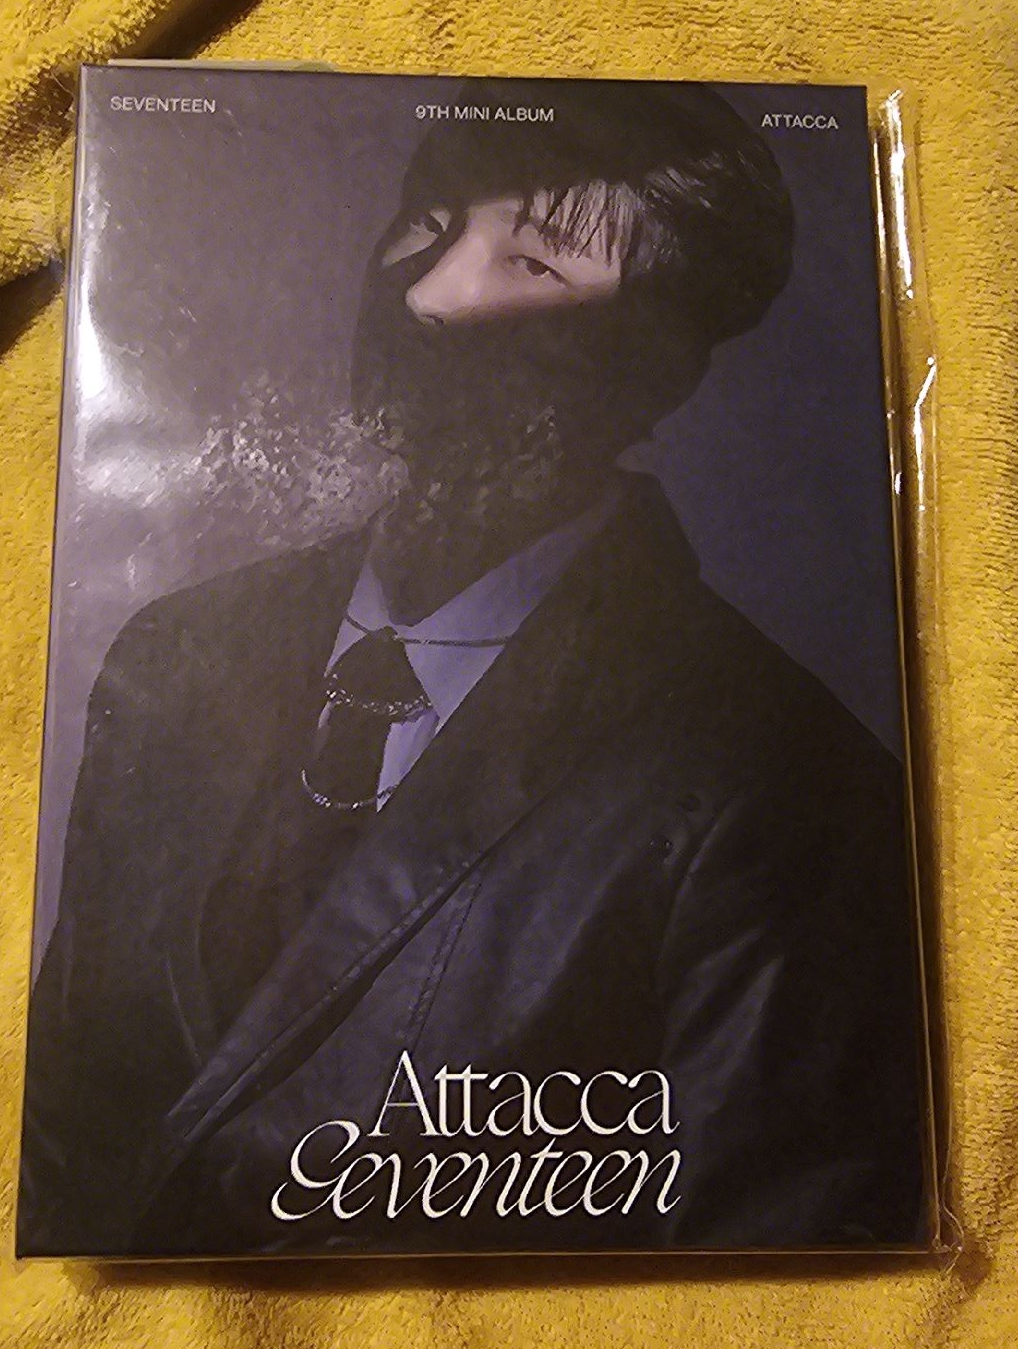 SEVENTEEN 9TH MINI ALBUM ATTACCA
Attacca
Seventeen